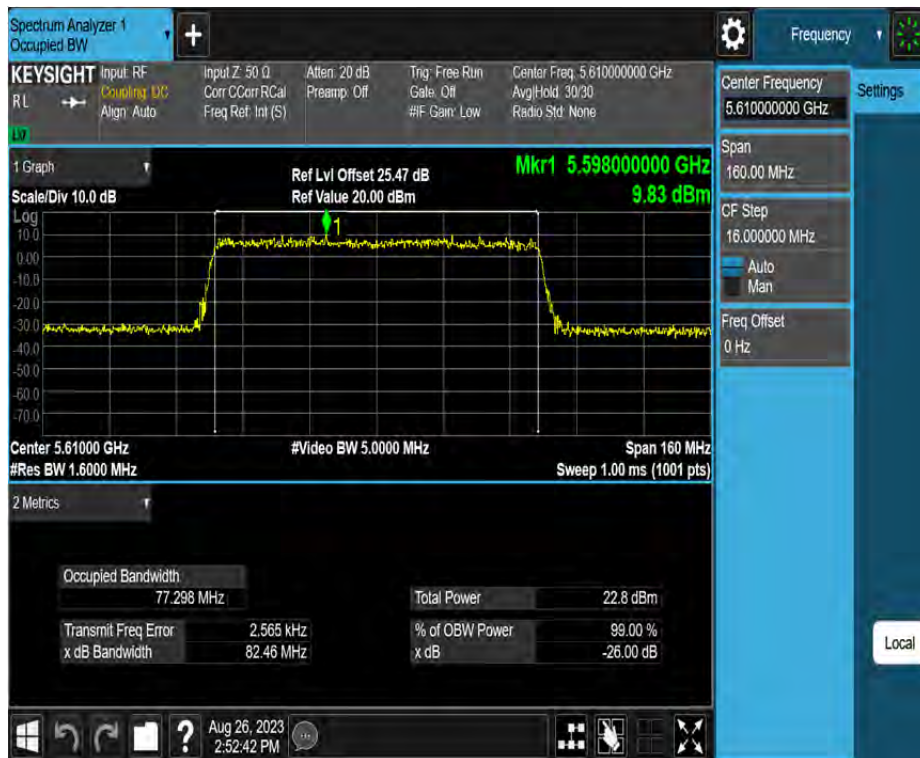 Spectrum Analyzer 1
Occupied BW
+
Frequency
KEYSIGHT
RL
Input: RF
Coupling: DC
Align: Auto
Input Z: 50 Ω
Corr CCorr RCal
Freq Ref: Int (S)
Atten: 20 dB
Preamp: Off
Trig: Free Run
Gate: Off
#IF Gain: Low
Center Freq: 5.610000000 GHz
Avg|Hold: 30/30
Radio Std: None
Center Frequency
5.610000000 GHz
Settings
Span
160.00 MHz
CF Step
16.000000 MHz
Auto
Man
Freq Offset
0 Hz
1 Graph
Scale/Div 10.0 dB
Ref Lvl Offset 25.47 dB
Ref Value 20.00 dBm
Mkr1 5.598000000 GHz
9.83 dBm
Log
10.0
0.00
-10.0
-20.0
-30.0
-40.0
-50.0
-60.0
-70.0
1
Center 5.61000 GHz
#Video BW 5.0000 MHz
Span 160 MHz
#Res BW 1.6000 MHz
Sweep 1.00 ms (1001 pts)
2 Metrics
Occupied Bandwidth
77.298 MHz
Total Power 22.8 dBm
Transmit Freq Error 2.565 kHz
% of OBW Power 99.00 %
x dB Bandwidth 82.46 MHz
x dB -26.00 dB
Local
?
Aug 26, 2023
2:52:42 PM